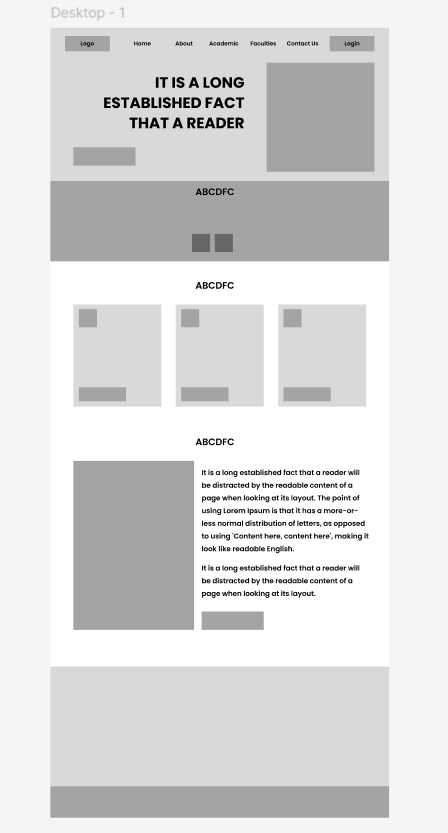 Desktop - 1
Logo Home About Academic Faculties Contact Us Login
IT IS A LONG
ESTABLISHED FACT
THAT A READER
ABCDFC
ABCDFC
ABCDFC
It is a long established fact that a reader will
be distracted by the readable content of a
page when looking at its layout. The point of
using Lorem Ipsum is that it has a more-or-
less normal distribution of letters, as opposed
to using 'Content here, content here', making it
look like readable English.
It is a long established fact that a reader will
be distracted by the readable content of a
page when looking at its layout.